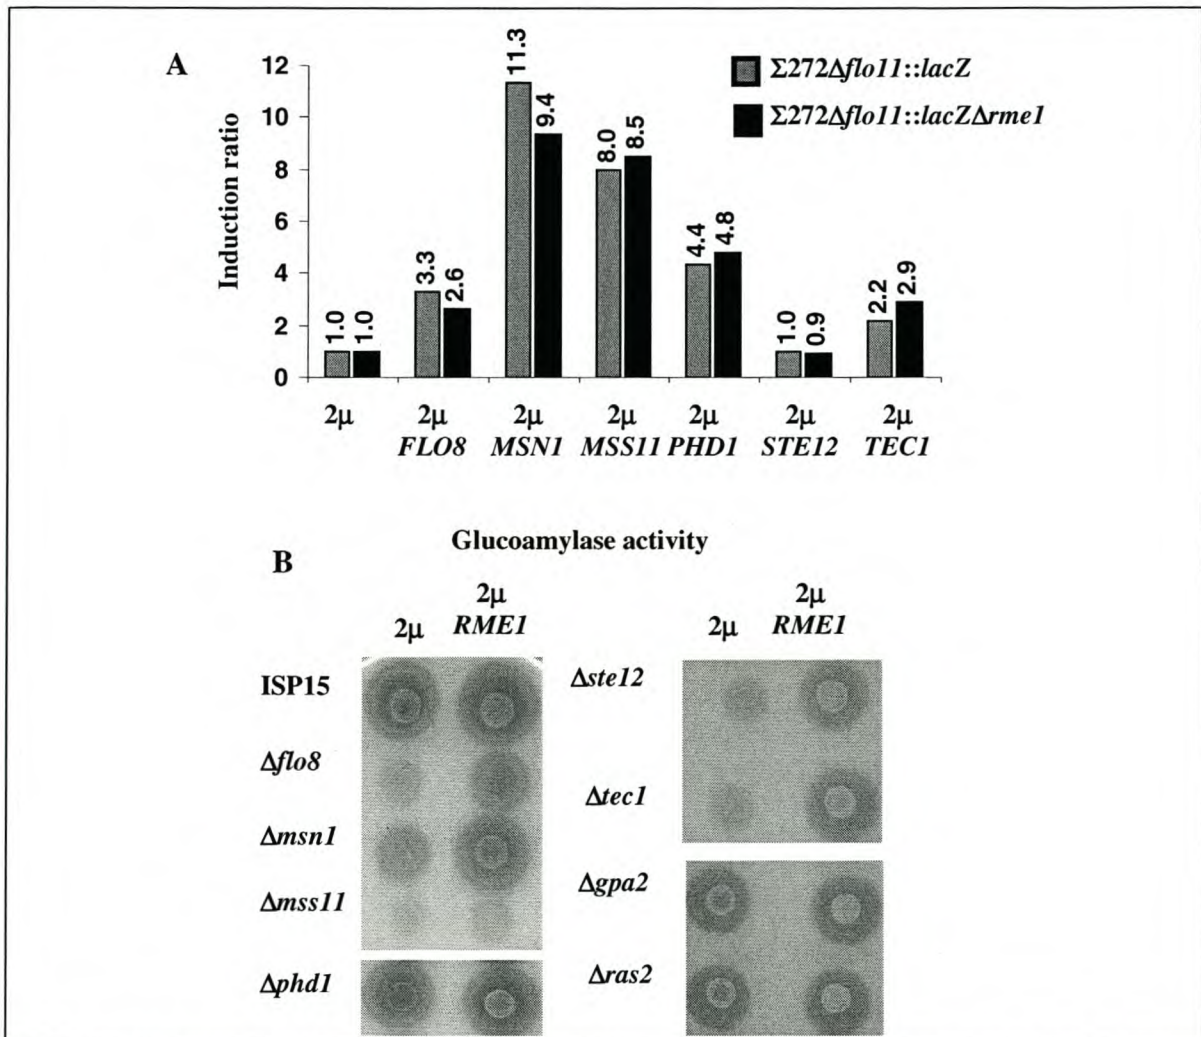 A
Induction ratio
12
10
8
6
4
2
0
11.3
9.4
8.0
8.5
4.4
4.8
3.3
2.6
2.2
2.9
1.0
1.0
1.0
0.9
Σ272Δflo11::lacZ
Σ272Δflo11::lacZΔrme1
2μ 2μ 2μ 2μ 2μ 2μ 2μ
FLO8 MSN1 MSS11 PHD1 STE12 TEC1
B
Glucoamylase activity
2μ 2μ RME1
ISP15
Δflo8
Δmsn1
Δmss11
Δphd1
2μ 2μ RME1
Δste12
Δtec1
Δgpa2
Δras2